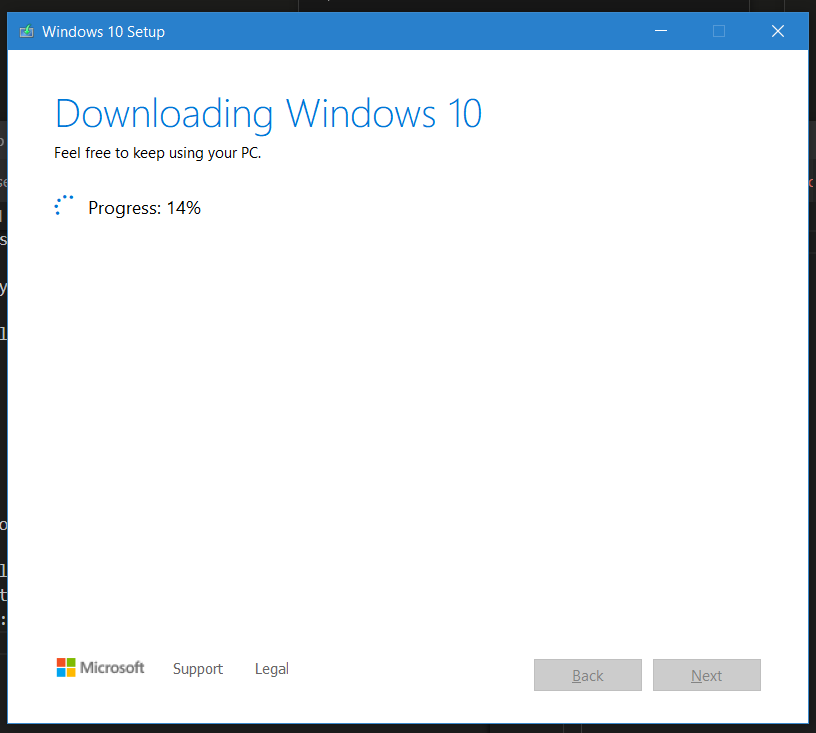 Windows 10 Setup
Downloading Windows 10
Feel free to keep using your PC.
Progress: 14%
Microsoft Support Legal Back Next